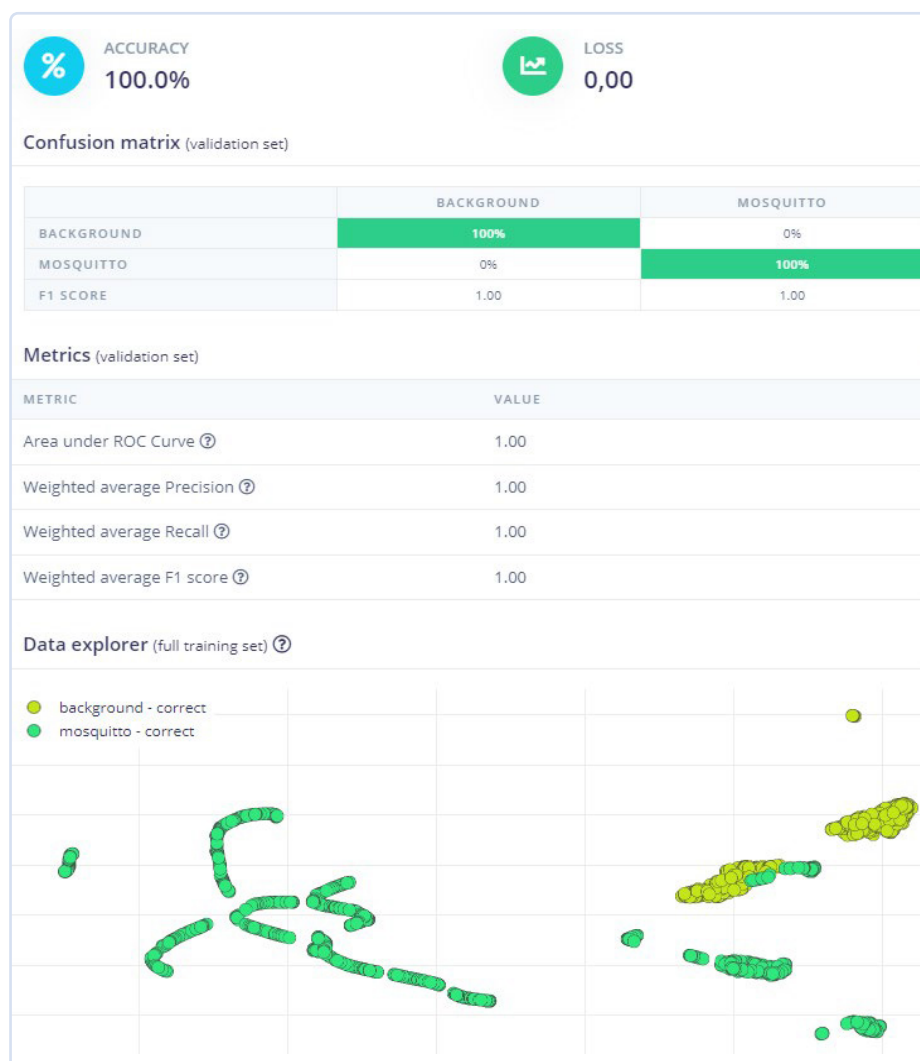 %
ACCURACY
100.0%
LOSS
0,00
Confusion matrix (validation set)
BACKGROUND MOSQUITTO
BACKGROUND 100% 0%
MOSQUITTO 0% 100%
F1 SCORE 1.00 1.00
Metrics (validation set)
METRIC VALUE
Area under ROC Curve ? 1.00
Weighted average Precision ? 1.00
Weighted average Recall ? 1.00
Weighted average F1 score ? 1.00
Data explorer (full training set) ?
background - correct
mosquitto - correct